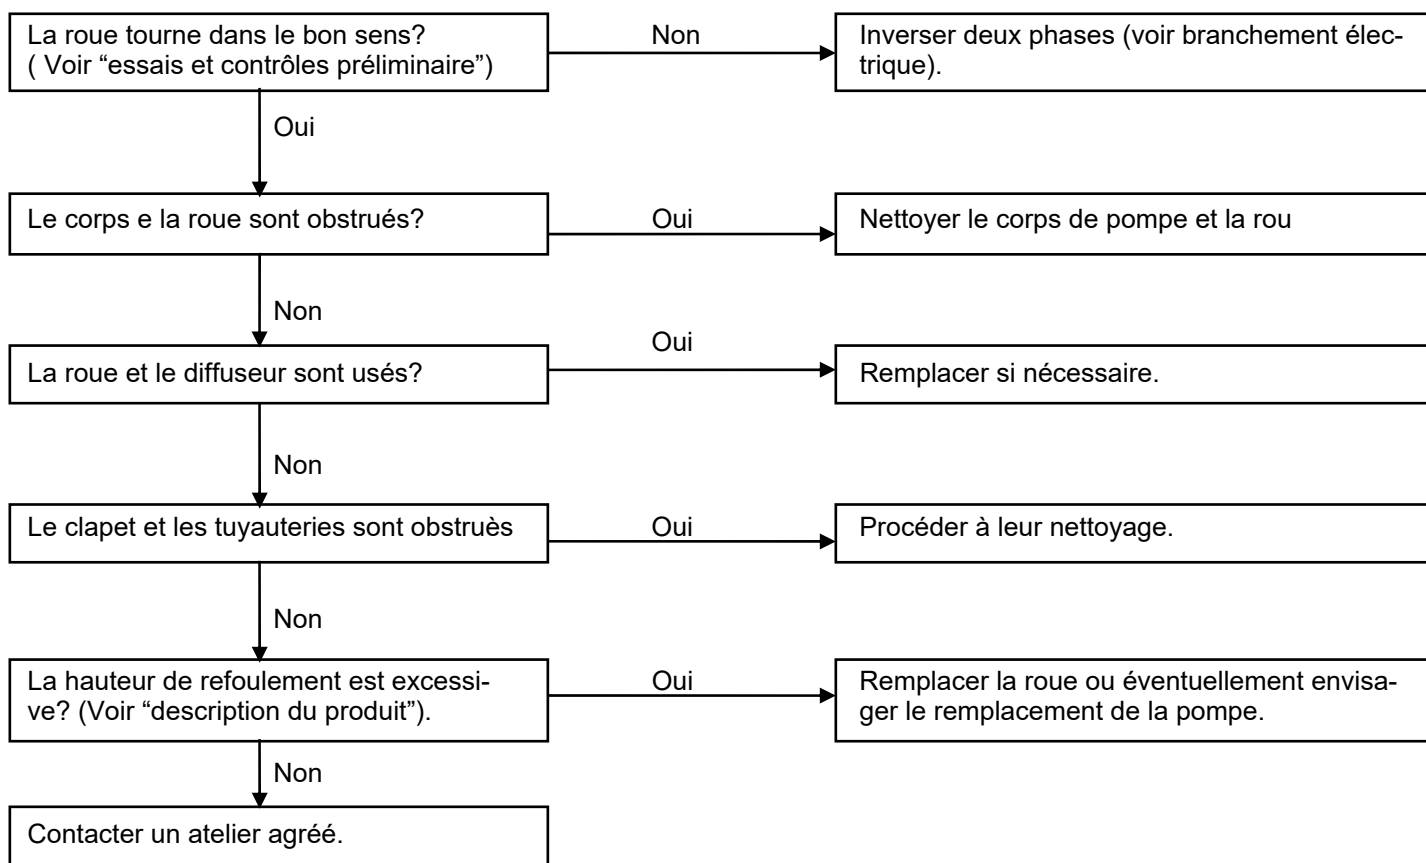 La roue tourne dans le bon sens?
( Voir “essais et contrôles préliminaire”)
Non
Inverser deux phases (voir branchement élec-
trique).
Oui
Le corps e la roue sont obstrués?
Oui
Nettoyer le corps de pompe et la rou
Non
La roue et le diffuseur sont usés?
Oui
Remplacer si nécessaire.
Non
Le clapet et les tuyauteries sont obstruès
Oui
Procéder à leur nettoyage.
Non
La hauteur de refoulement est excessi-
ve? (Voir “description du produit”).
Oui
Remplacer la roue ou éventuellement envisa-
ger le remplacement de la pompe.
Non
Contacter un atelier agréé.